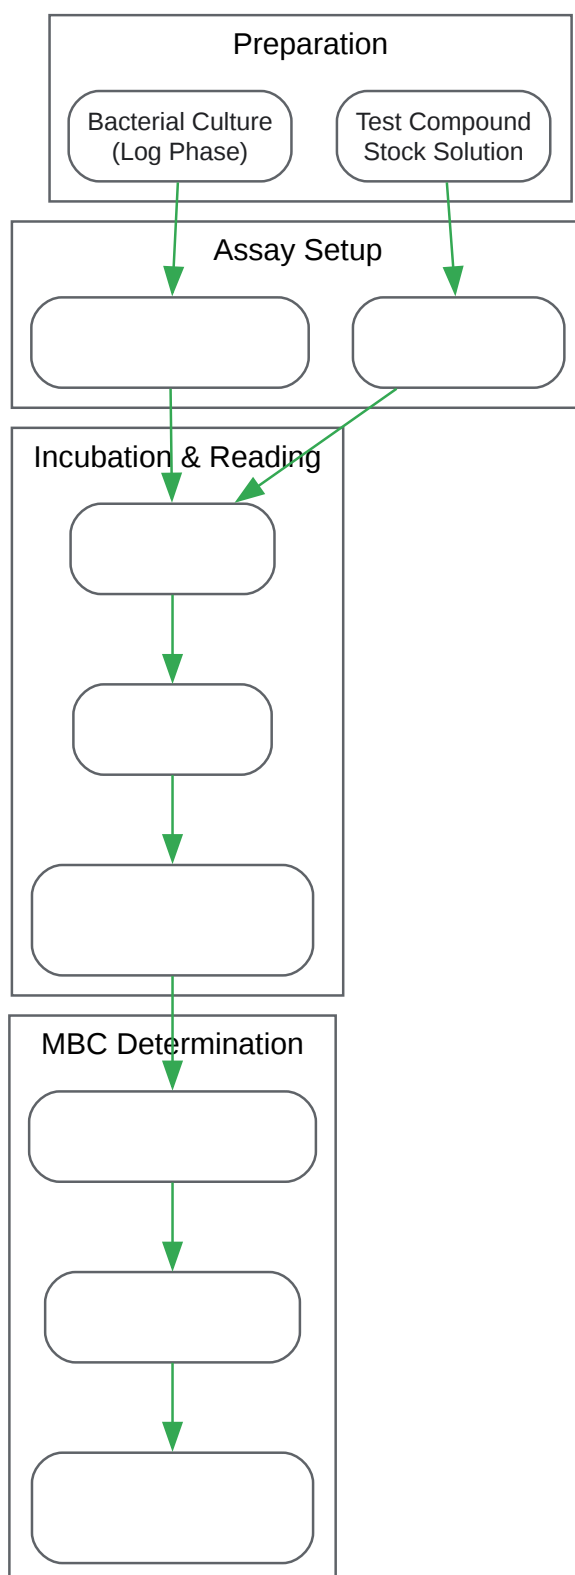 Preparation
Bacterial Culture
(Log Phase)
Test Compound
Stock Solution
Assay Setup
Incubation & Reading
MBC Determination